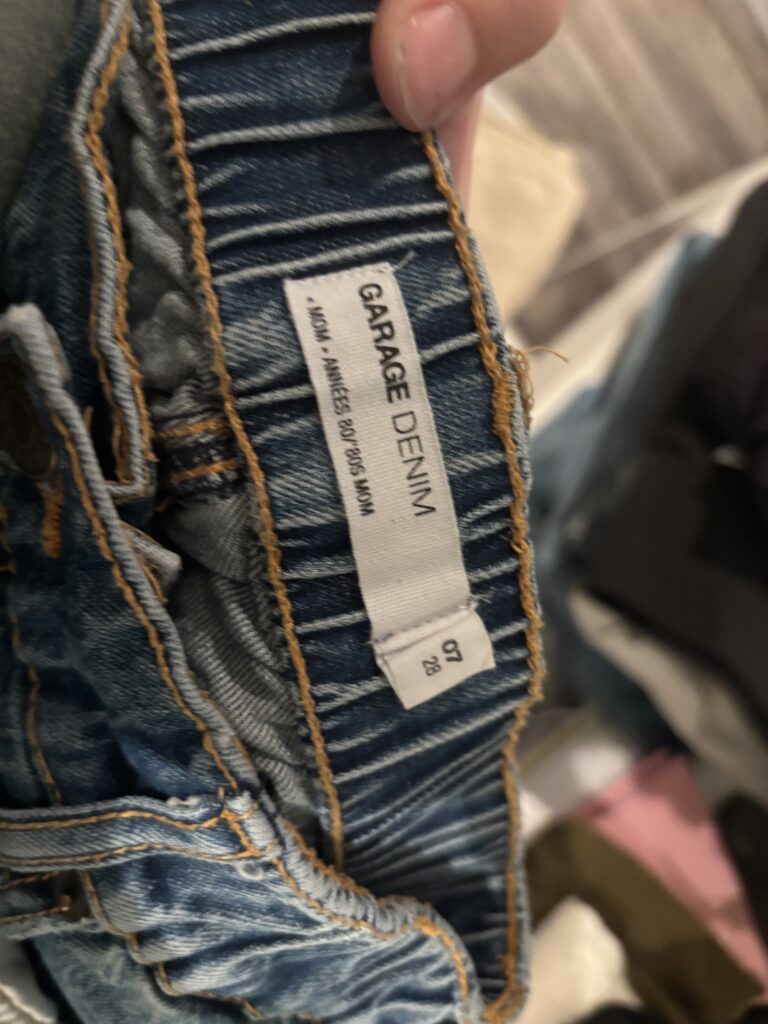 GARAGE DENIM
• MOM • ANNÉES 80/'80S MOM
07
28